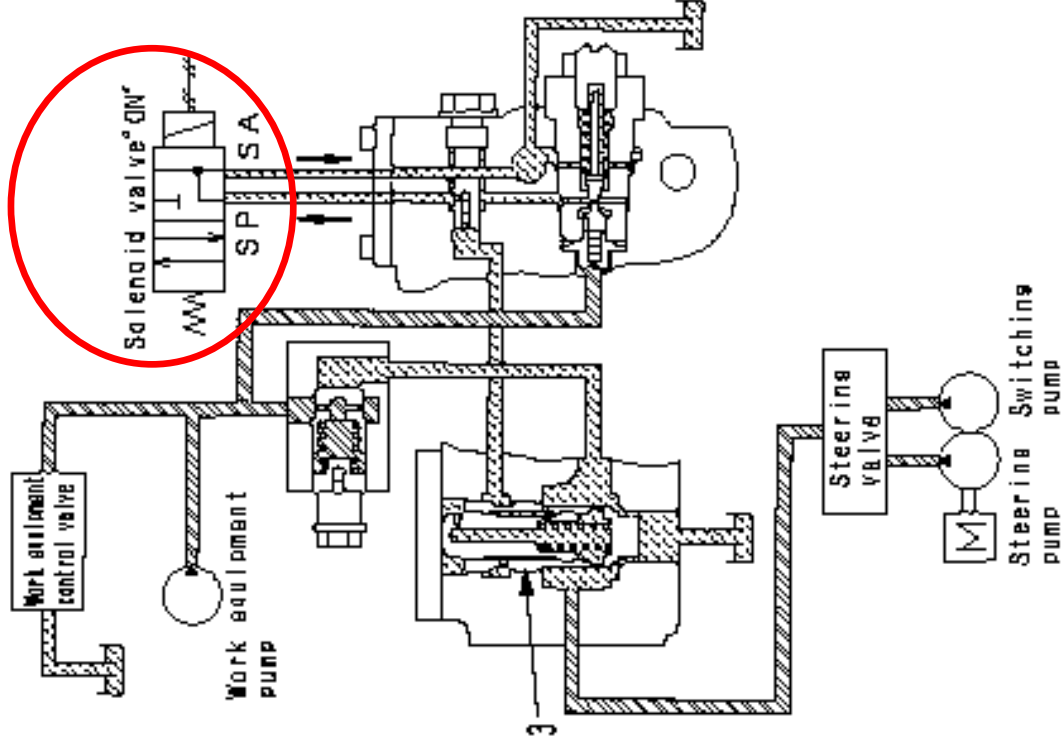 Solenoid valve "ON"
SP SA
Work equipment
control valve
Work equipment
pump
3
Steering
valve
M
Steering
pump
Switching
pump